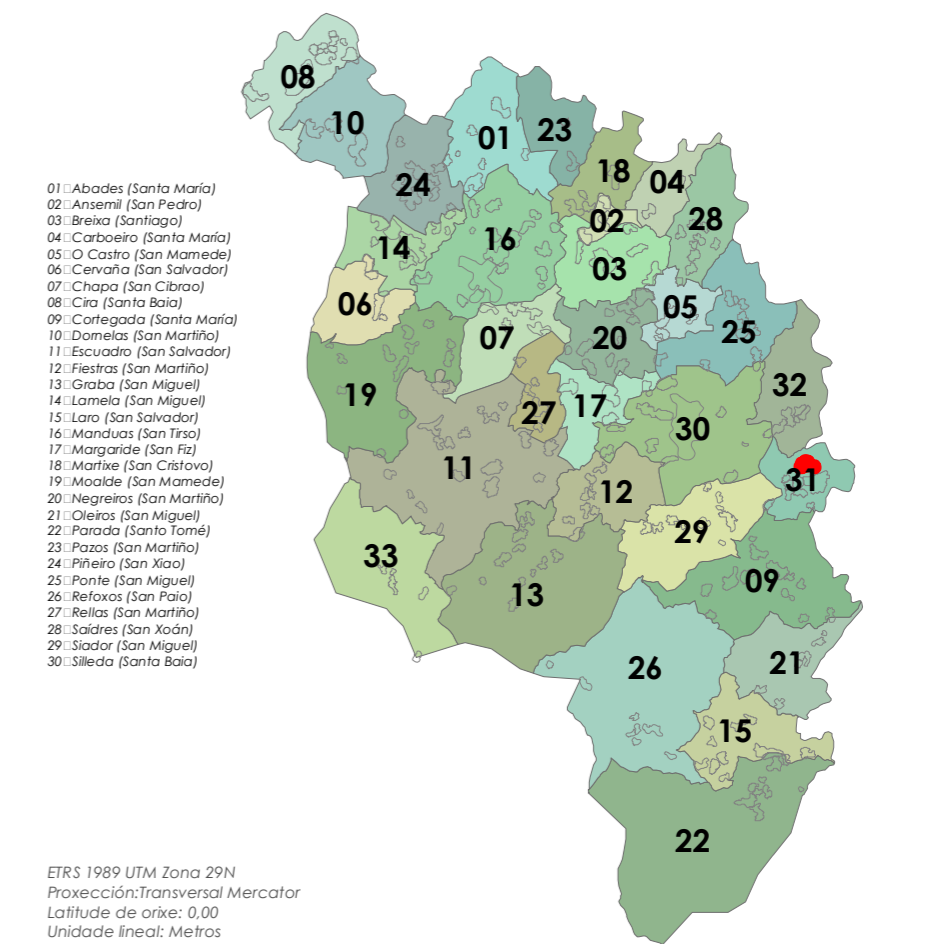 08
10
01
23
24
18
04
02
28
14
16
03
06
05
07
20
25
19
27
17
32
30
11
12
31
29
33
13
09
26
21
15
22
01□Abades (Santa María)
02□Ansemil (San Pedro)
03□Breixa (Santiago)
04□Carboeiro (Santa María)
05□O Castro (San Mamede)
06□Cervaña (San Salvador)
07□Chapa (San Cibrao)
08□Cira (Santa Baia)
09□Cortegada (Santa María)
10□Dornelas (San Martiño)
11□Escuadro (San Salvador)
12□Fiestras (San Martiño)
13□Graba (San Miguel)
14□Lamela (San Miguel)
15□Laro (San Salvador)
16□Manduas (San Tirso)
17□Margaride (San Fiz)
18□Martixe (San Cristovo)
19□Moalde (San Mamede)
20□Negreiros (San Martiño)
21□Oleiros (San Miguel)
22□Parada (Santo Tomé)
23□Pazos (San Martiño)
24□Piñeiro (San Xiao)
25□Ponte (San Miguel)
26□Refoxos (San Paio)
27□Rellas (San Martiño)
28□Saídres (San Xoán)
29□Siador (San Miguel)
30□Silleda (Santa Baia)
ETRS 1989 UTM Zona 29N
Proxección:Transversal Mercator
Latitude de orixe: 0,00
Unidade lineal: Metros